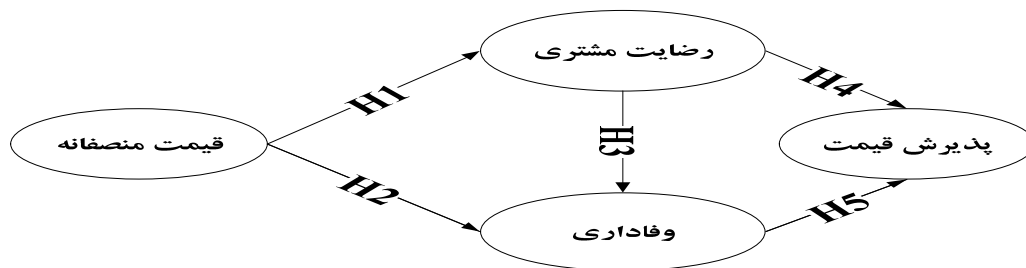 رضایت مشتری
H1
H4
قیمت منصفانه
H3
پذیرش قیمت
H2
H5
وفاداری